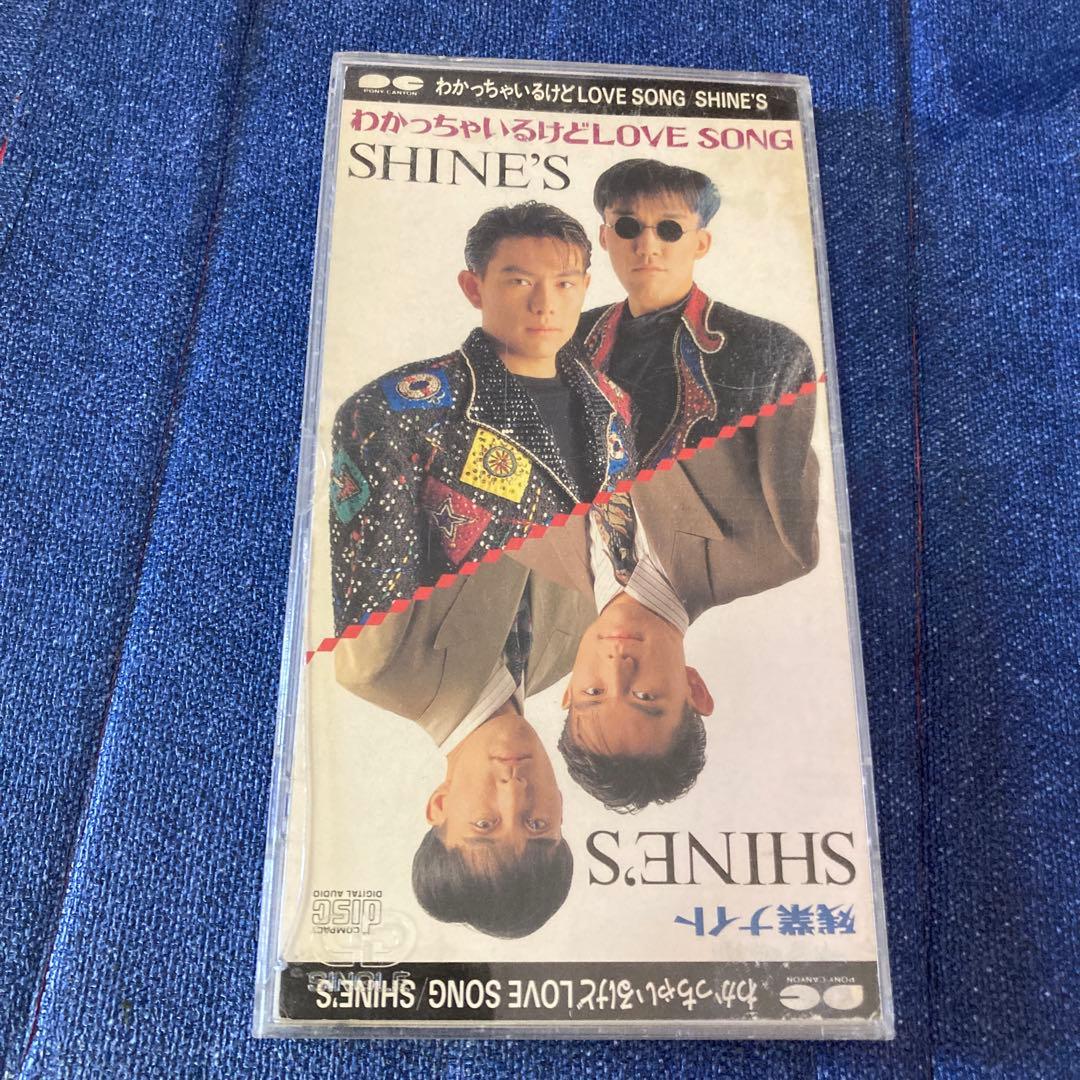 PC
PONY CANYON
わかっちゃいるけどLOVE SONG SHINE'S
わかっちゃいるけどLOVE SONG
SHINE'S
SHINE'S
残業ナイト
COMPACT
disc
DIGITAL AUDIO
PC
PONY CANYON
わかっちゃいるけどLOVE SONG/SHINE'S
CD
SINGLE